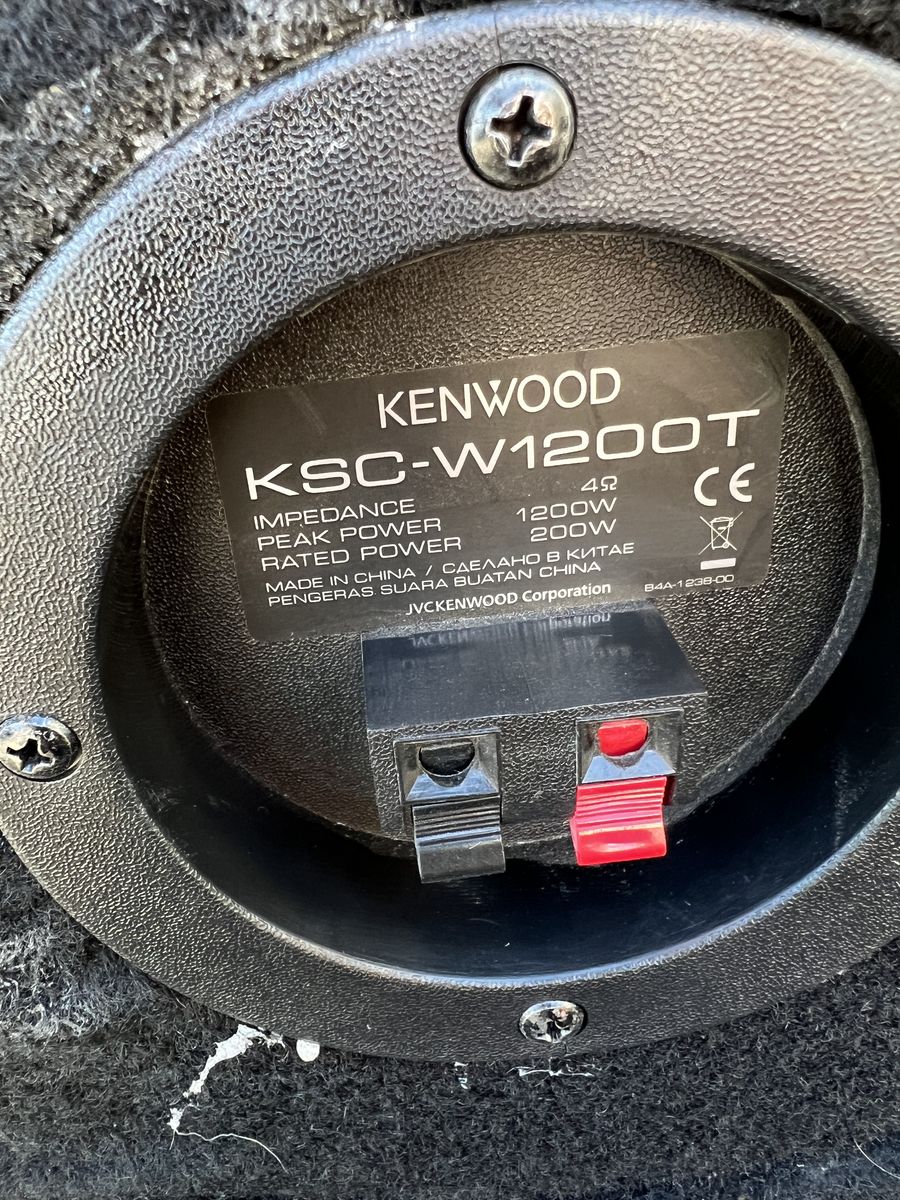 KENWOOD
KSC-W1200T
IMPEDANCE 4Ω
PEAK POWER 1200W
RATED POWER 200W
MADE IN CHINA / СДЕЛАНО В КИТАЕ
PENGERAS SUARA BUATAN CHINA
JVCKENWOOD Corporation
B4A-1238-00
CE